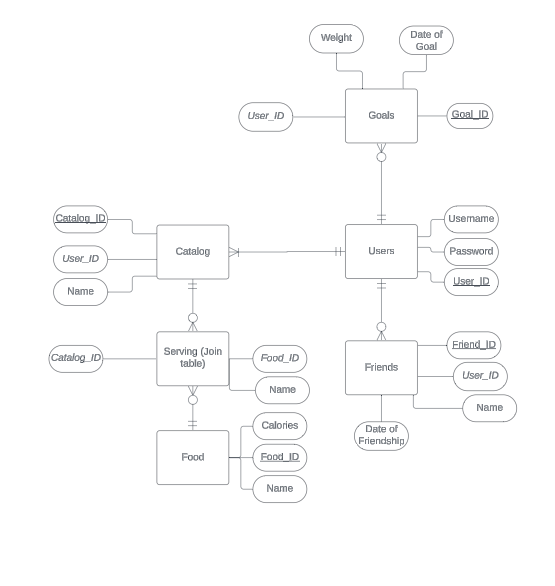 Weight
Date of
Goal
User_ID
Goals
Goal_ID
Catalog_ID
Username
Catalog
Users
User_ID
Password
Name
User_ID
Catalog_ID
Serving (Join
table)
Food_ID
Name
Friends
Friend_ID
User_ID
Name
Date of
Friendship
Calories
Food
Food_ID
Name